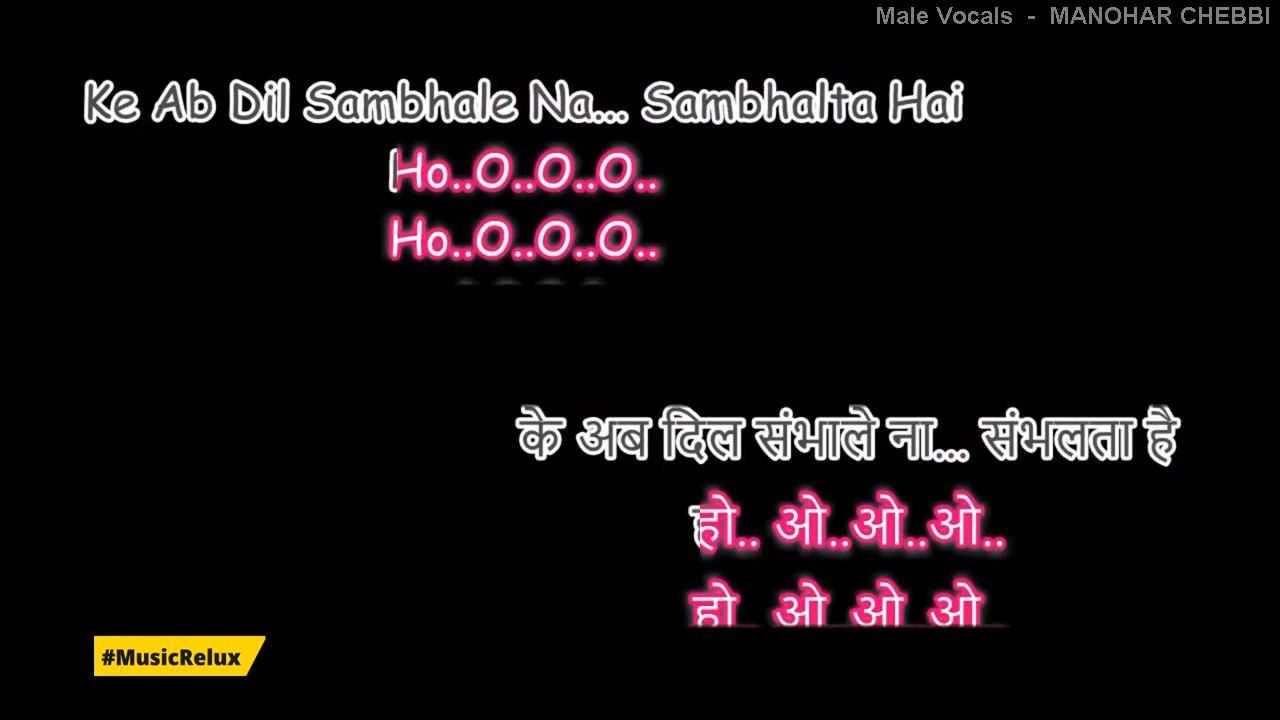 Male Vocals - MANOHAR CHEBBI
Ke Ab Dil Sambhale Na... Sambhalta Hai
Ho..O..O..O..
Ho..O..O..O..
के अब दिल संभाले ना... संभलता है
हो.. ओ..ओ..ओ..
हो.. ओ..ओ..ओ..
#MusicRelux